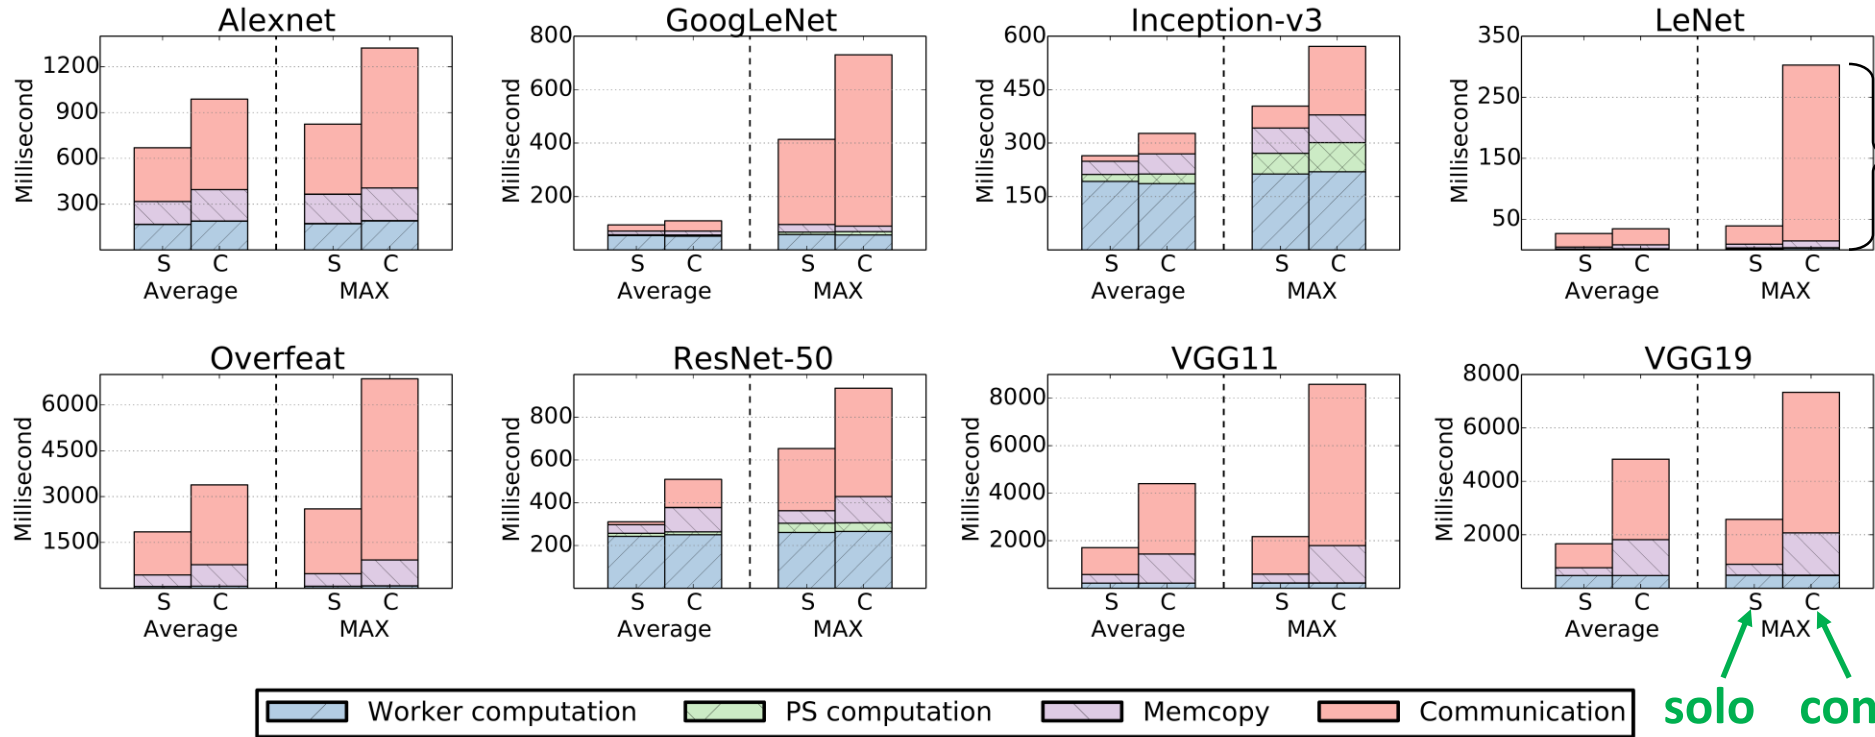 Alexnet
Millisecond
1200
900
600
300
S C S C
Average MAX
GoogLeNet
Millisecond
800
600
400
200
S C S C
Average MAX
Inception-v3
Millisecond
600
450
300
150
S C S C
Average MAX
LeNet
Millisecond
350
250
150
50
S C S C
Average MAX
Overfeat
Millisecond
6000
4500
3000
1500
S C S C
Average MAX
ResNet-50
Millisecond
800
600
400
200
S C S C
Average MAX
VGG11
Millisecond
8000
6000
4000
2000
S C S C
Average MAX
VGG19
Millisecond
8000
6000
4000
2000
S C S C
Average MAX
Worker computation PS computation Memcopy Communication
solo con